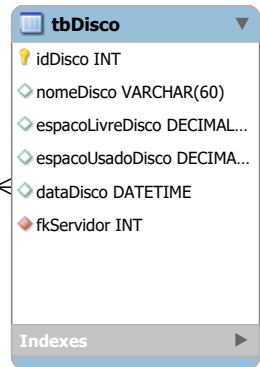 tbDisco
idDisco INT
nomeDisco VARCHAR(60)
espacoLivreDisco DECIMAL...
espacoUsadoDisco DECIMA...
dataDisco DATETIME
fkServidor INT
Indexes